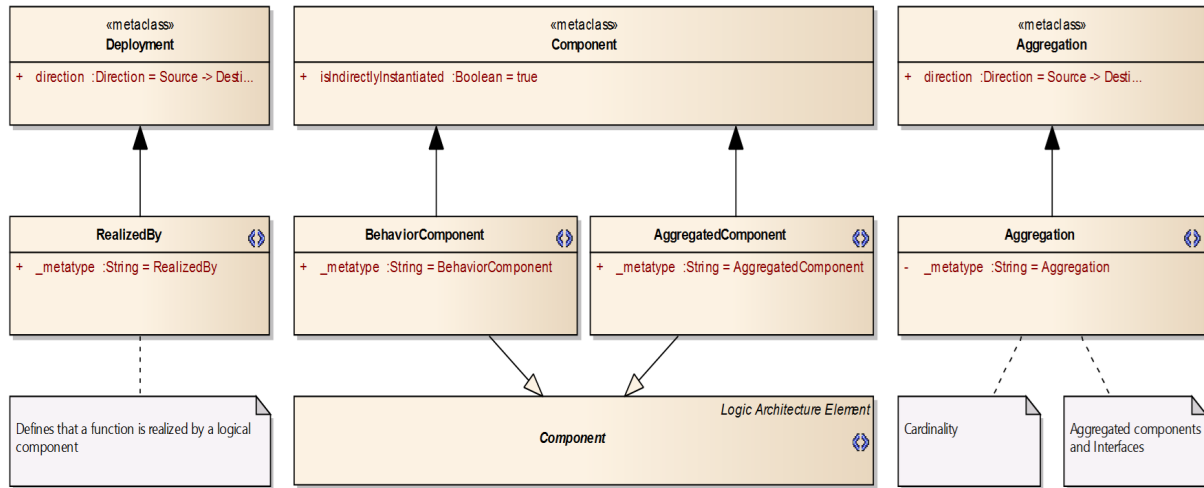 «metaclass»
Deployment
+ direction :Direction = Source -> Desti...
«metaclass»
Component
+ isIndirectlyInstantiated :Boolean = true
«metaclass»
Aggregation
+ direction :Direction = Source -> Desti...
RealizedBy
+ _metatype :String = RealizedBy
BehaviorComponent
+ _metatype :String = BehaviorComponent
AggregatedComponent
+ _metatype :String = AggregatedComponent
Aggregation
- _metatype :String = Aggregation
Defines that a function is realized by a logical
component
Logic Architecture Element
Component
Cardinality
Aggregated components
and Interfaces